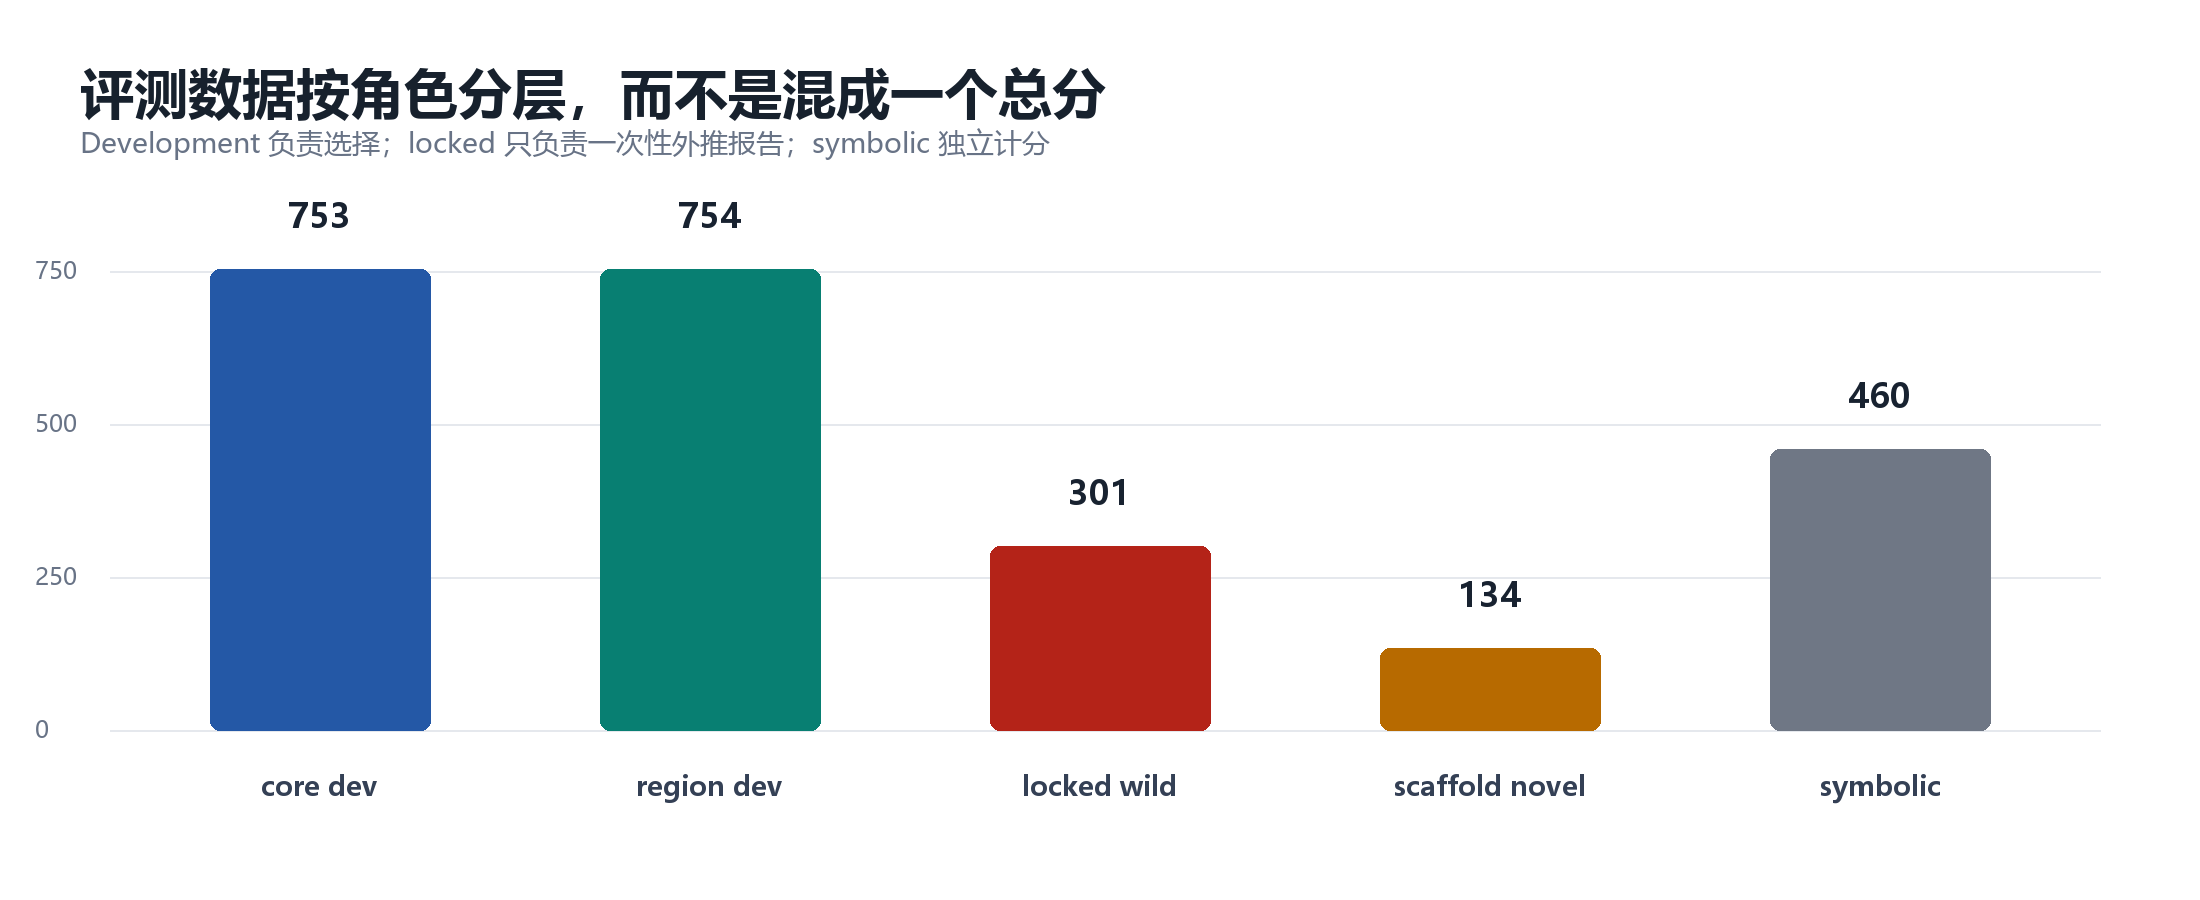 评测数据按角色分层，而不是混成一个总分
Development 负责选择；locked 只负责一次性外推报告；symbolic 独立计分
753
754
750
500
460
301
250
134
0
core dev
region dev
locked wild
scaffold novel
symbolic